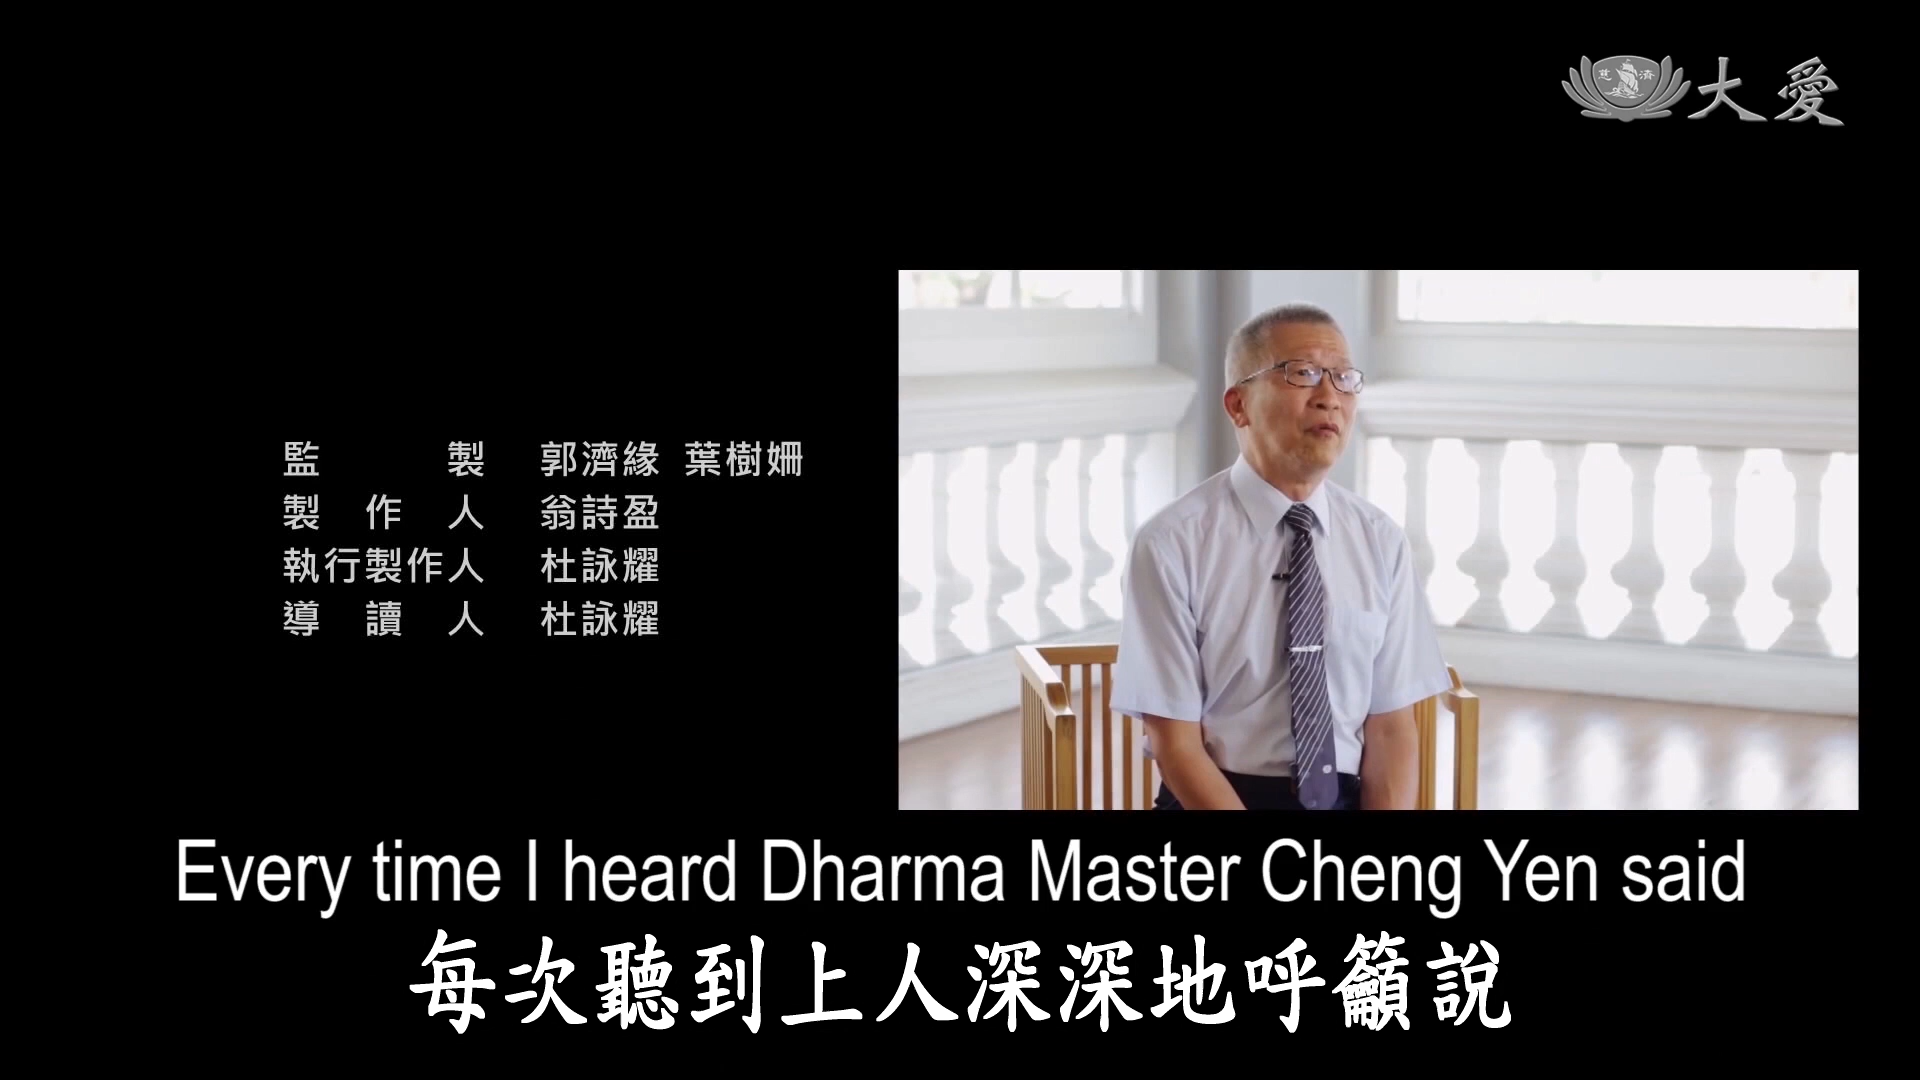 慈濟 大愛
監製 郭濟緣 葉樹姍
製作人 翁詩盈
執行製作人 杜詠耀
導讀人 杜詠耀
Every time I heard Dharma Master Cheng Yen said
每次聽到上人深深地呼籲說